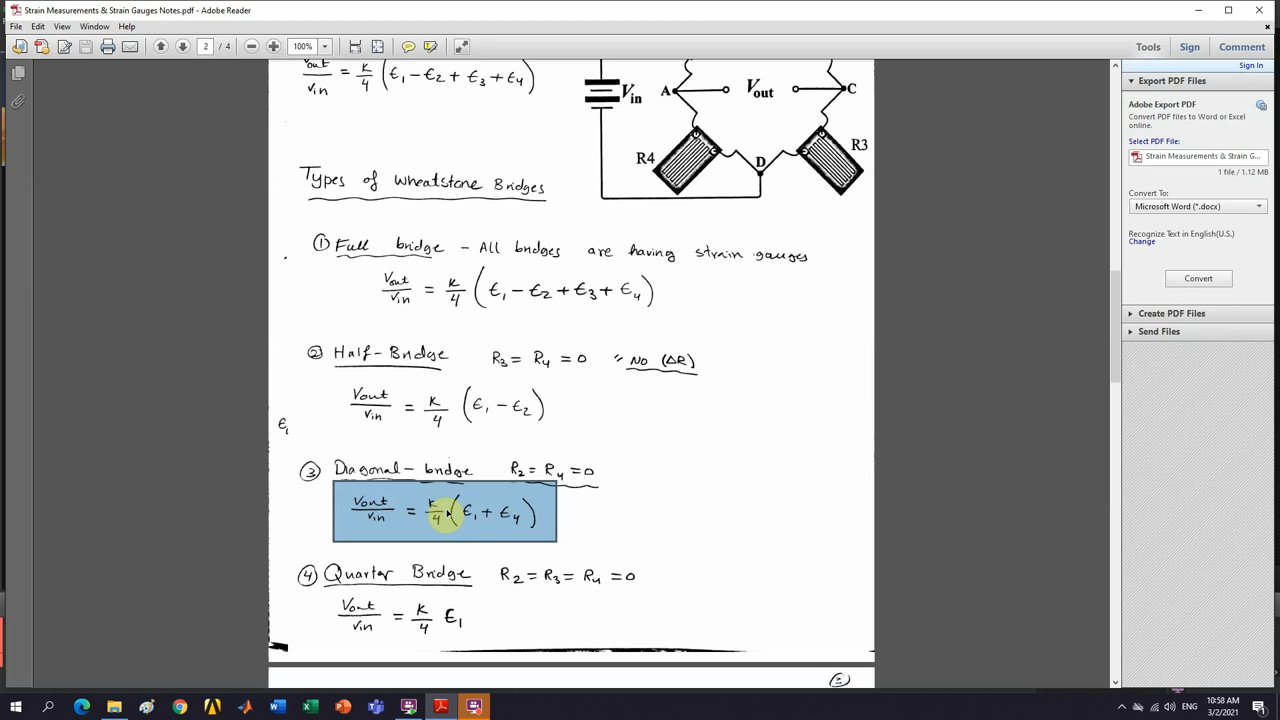 Strain Measurements & Strain Gauges Notes.pdf - Adobe Reader
File Edit View Window Help
2 / 4 100% Tools Sign Comment
Sign In
Export PDF Files
Adobe Export PDF
Convert PDF files to Word or Excel online.
Select PDF File:
Strain Measurements & Strain G...
1 file / 1.12 MB
Convert To:
Microsoft Word (*.docx)
Recognize Text in English(U.S.)
Change
Convert
Create PDF Files
Send Files
Vout/Vin = K/4 (ϵ1 - ϵ2 + ϵ3 + ϵ4)
Vin A Vout C
R4 D R3
Types of Wheatstone Bridges
① Full bridge - All bridges are having strain gauges
Vout/Vin = K/4 (ϵ1 - ϵ2 + ϵ3 + ϵ4)
② Half-Bridge R3 = R4 = 0 " No (ΔR)
Vout/Vin = K/4 (ϵ1 - ϵ2)
ϵ1
③ Diagonal-bridge R2 = R4 = 0
Vout/Vin = K/4 (ϵ1 + ϵ4)
④ Quarter Bridge R2 = R3 = R4 = 0
Vout/Vin = K/4 ϵ1
②
ENG 10:58 AM
3/2/2021